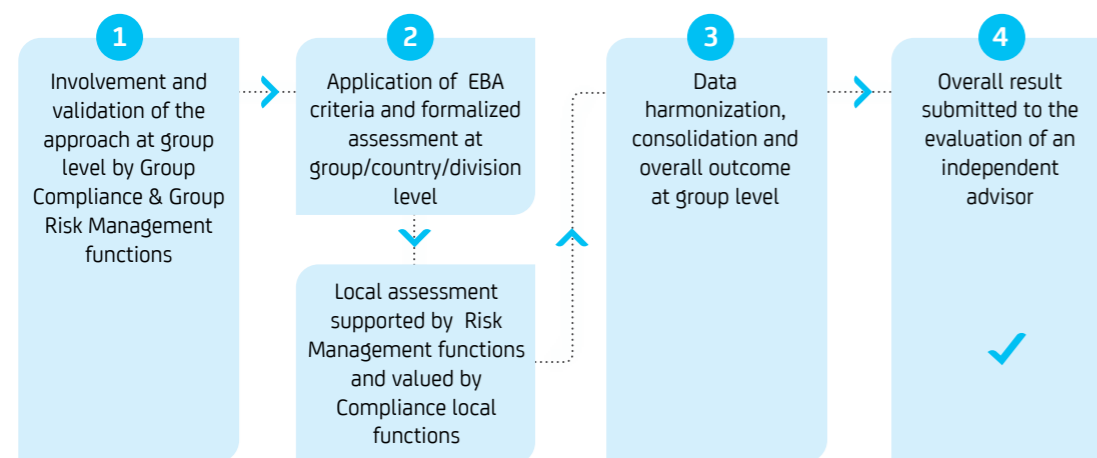 1
Involvement and
validation of the
approach at group
level by Group
Compliance & Group
Risk Management
functions
2
Application of EBA
criteria and formalized
assessment at
group/country/division
level
Local assessment
supported by Risk
Management functions
and valued by
Compliance local
functions
3
Data
harmonization,
consolidation and
overall outcome
at group level
4
Overall result
submitted to the
evaluation of an
independent
advisor